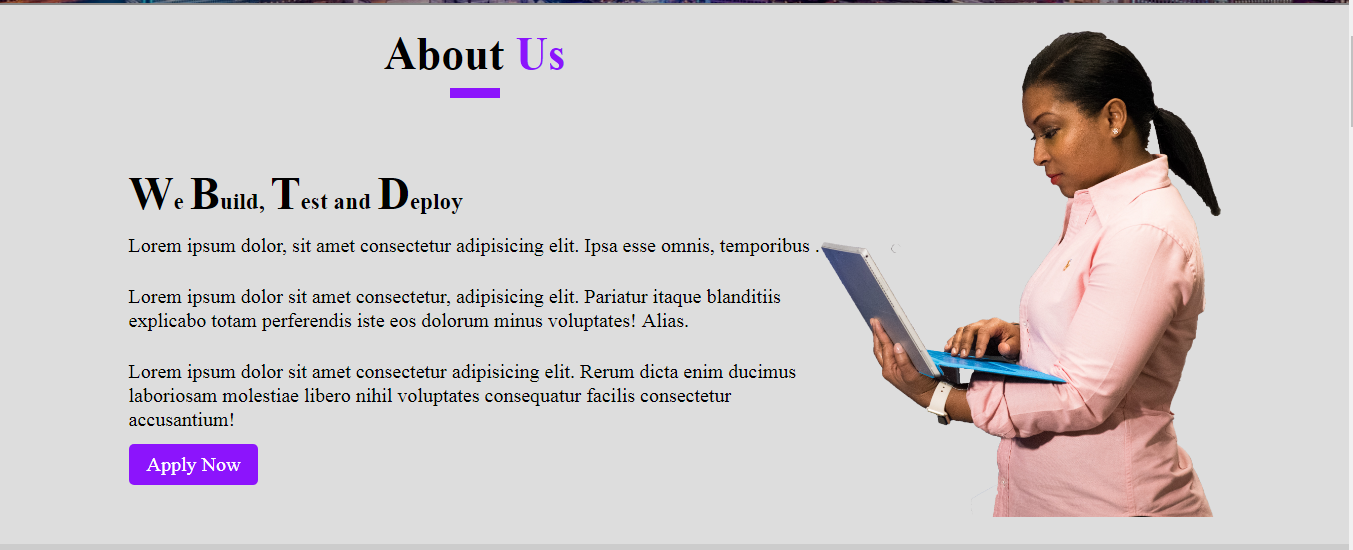 About Us
We Build, Test and Deploy
Lorem ipsum dolor, sit amet consectetur adipisicing elit. Ipsa esse omnis, temporibus .
Lorem ipsum dolor sit amet consectetur, adipisicing elit. Pariatur itaque blanditiis
explicabo totam perferendis iste eos dolorum minus voluptates! Alias.
Lorem ipsum dolor sit amet consectetur adipisicing elit. Rerum dicta enim ducimus
laboriosam molestiae libero nihil voluptates consequatur facilis consectetur
accusantium!
Apply Now